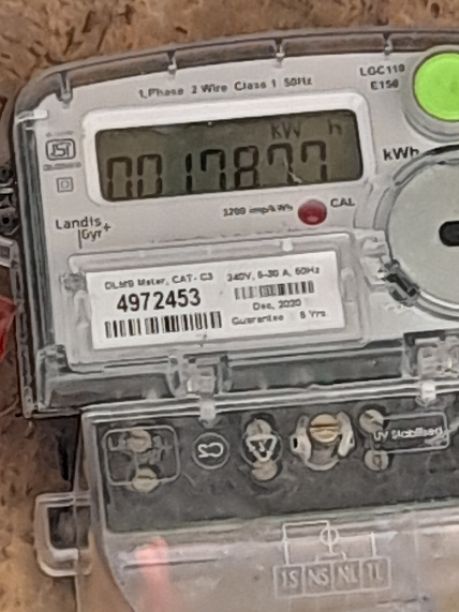 1 Phase 2 Wire Class 1 50Hz
LGC110
E150
ISI
kW h
0017877
kWh
3200 imp/kWh
CAL
Landis
Gyr+
DLMS Meter, CAT- C3
240V, 5-30 A, 50Hz
4972453
Dec, 2020
Guarantee 5 Yrs
C2
UV Stabilised
1S NS NL 1L